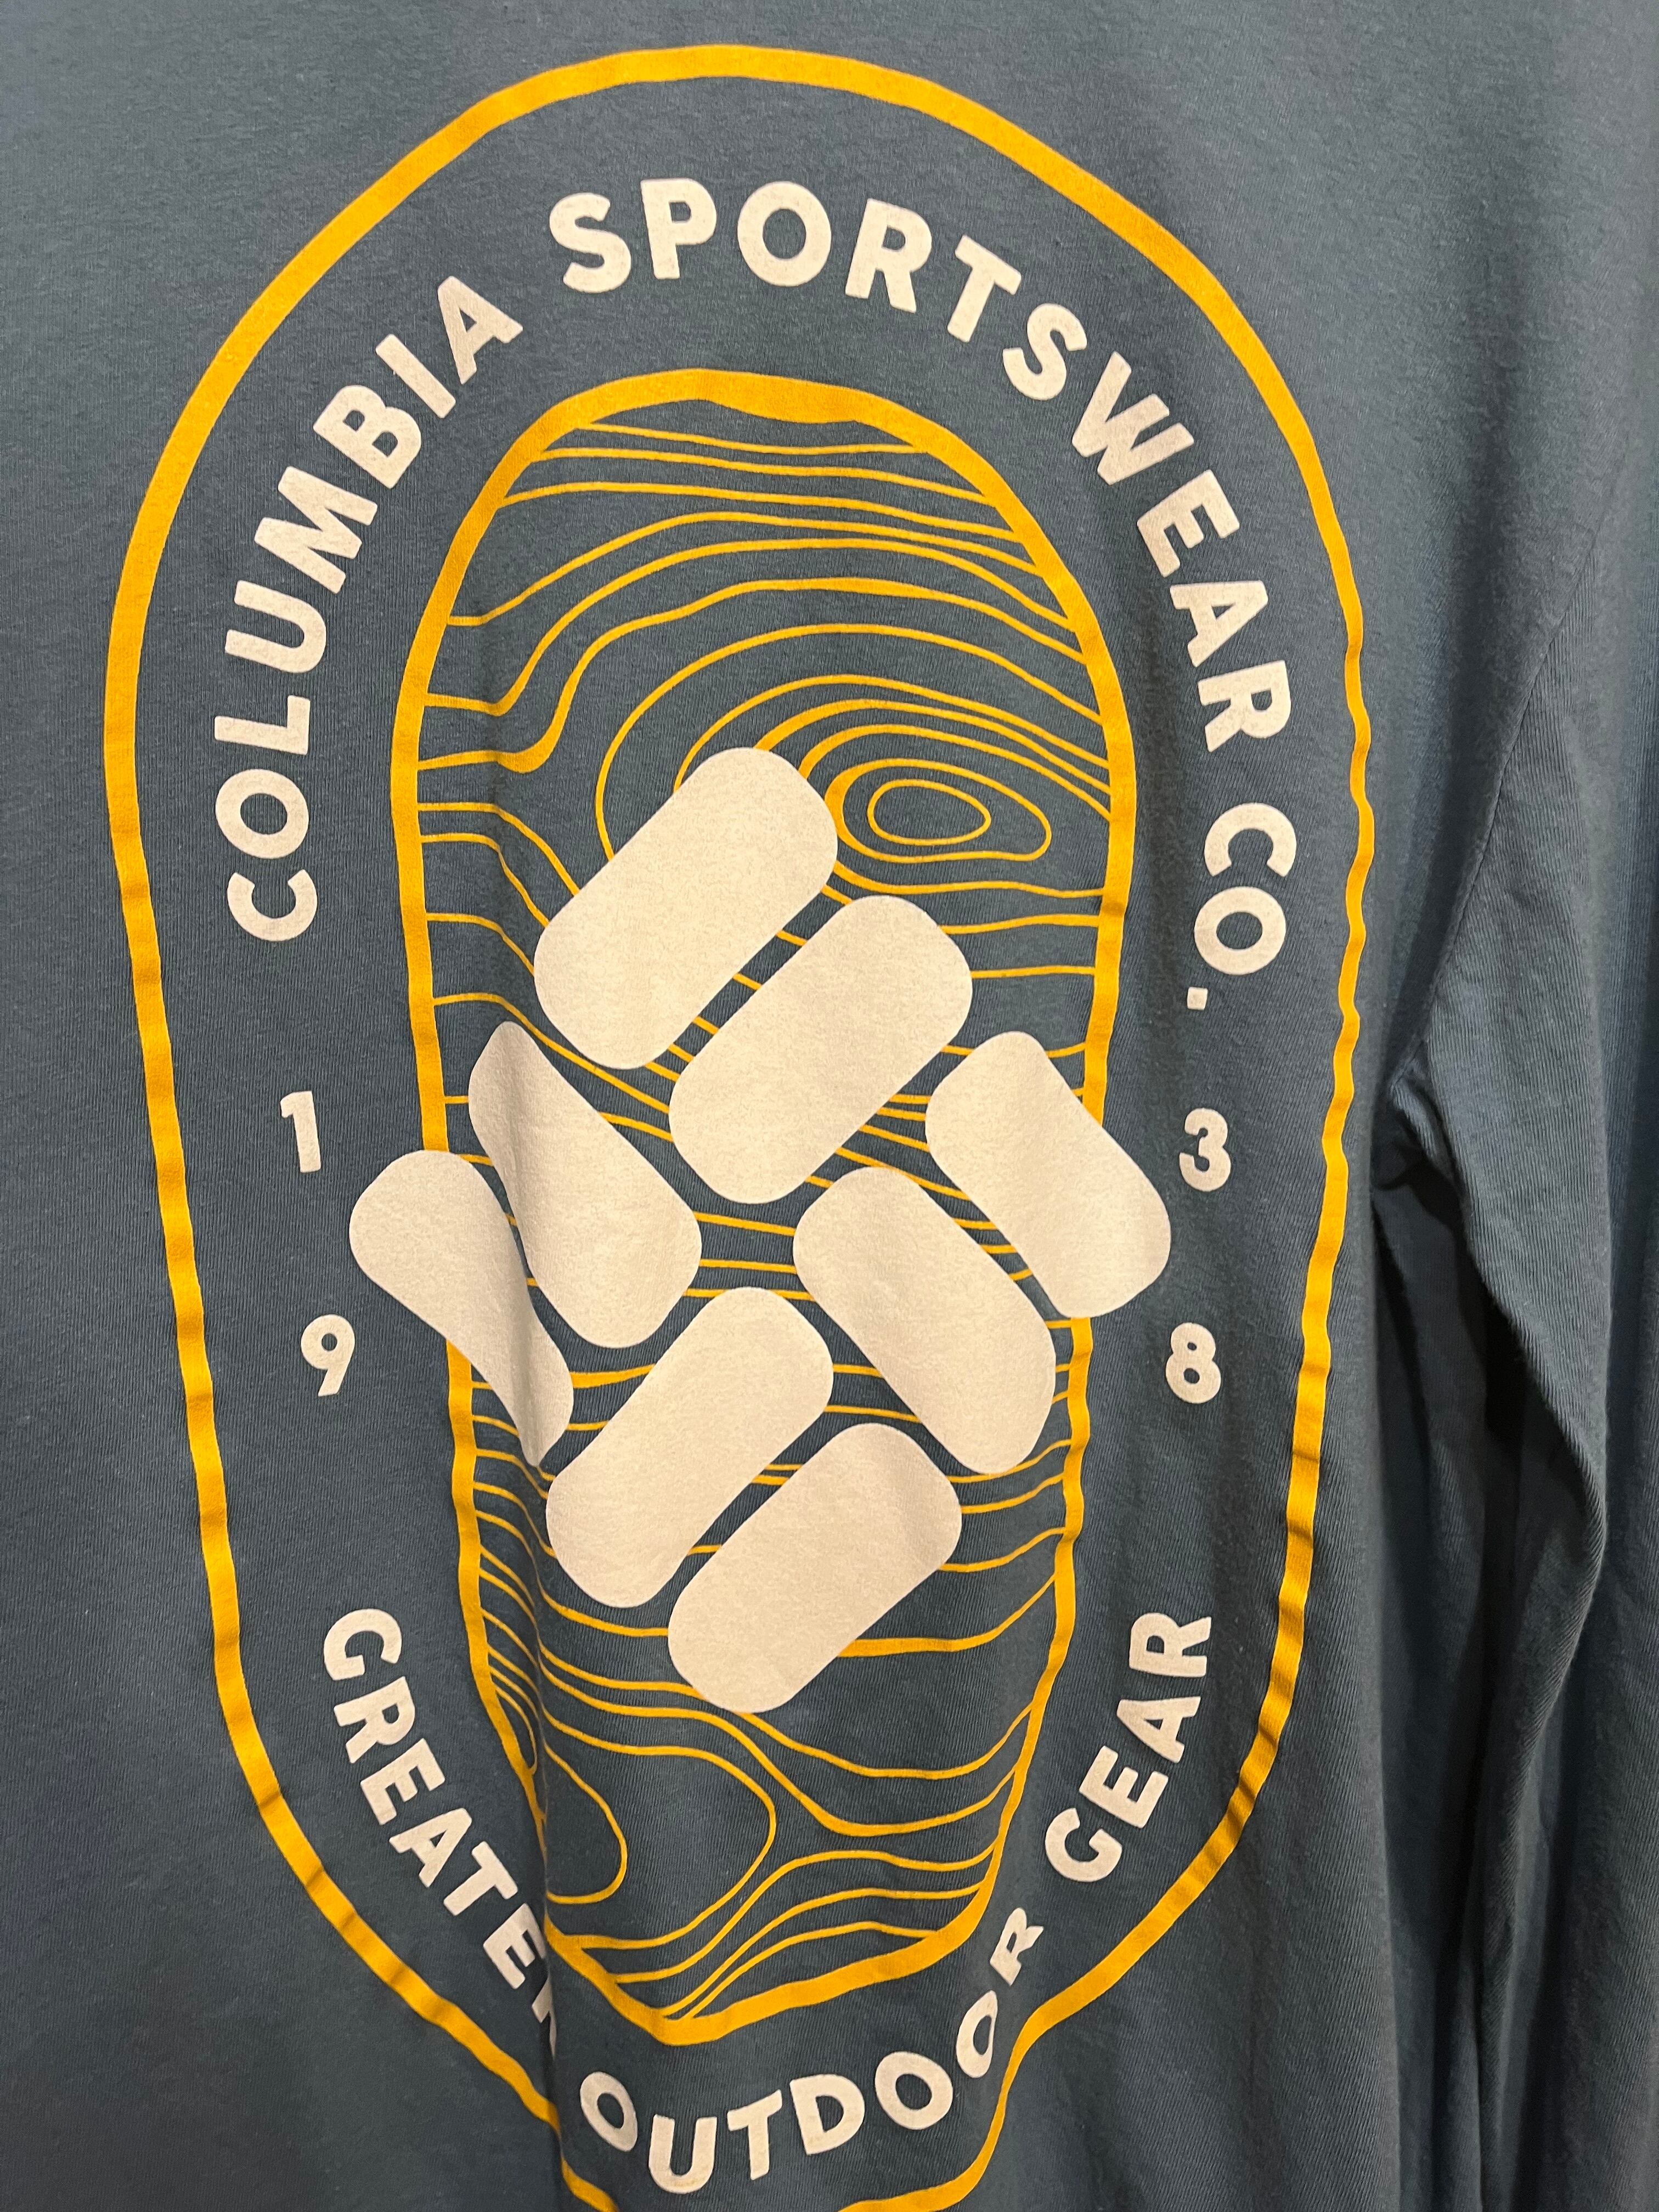 COLUMBIA SPORTSWEAR CO.
1 3
9 8
GREATER OUTDOOR GEAR